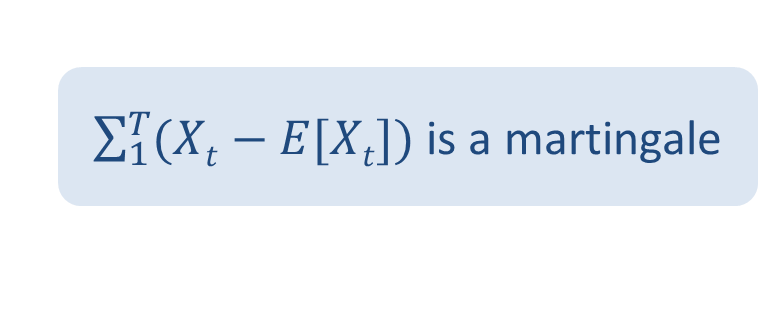 ∑₁ᵀ(Xₜ − E[Xₜ]) is a martingale